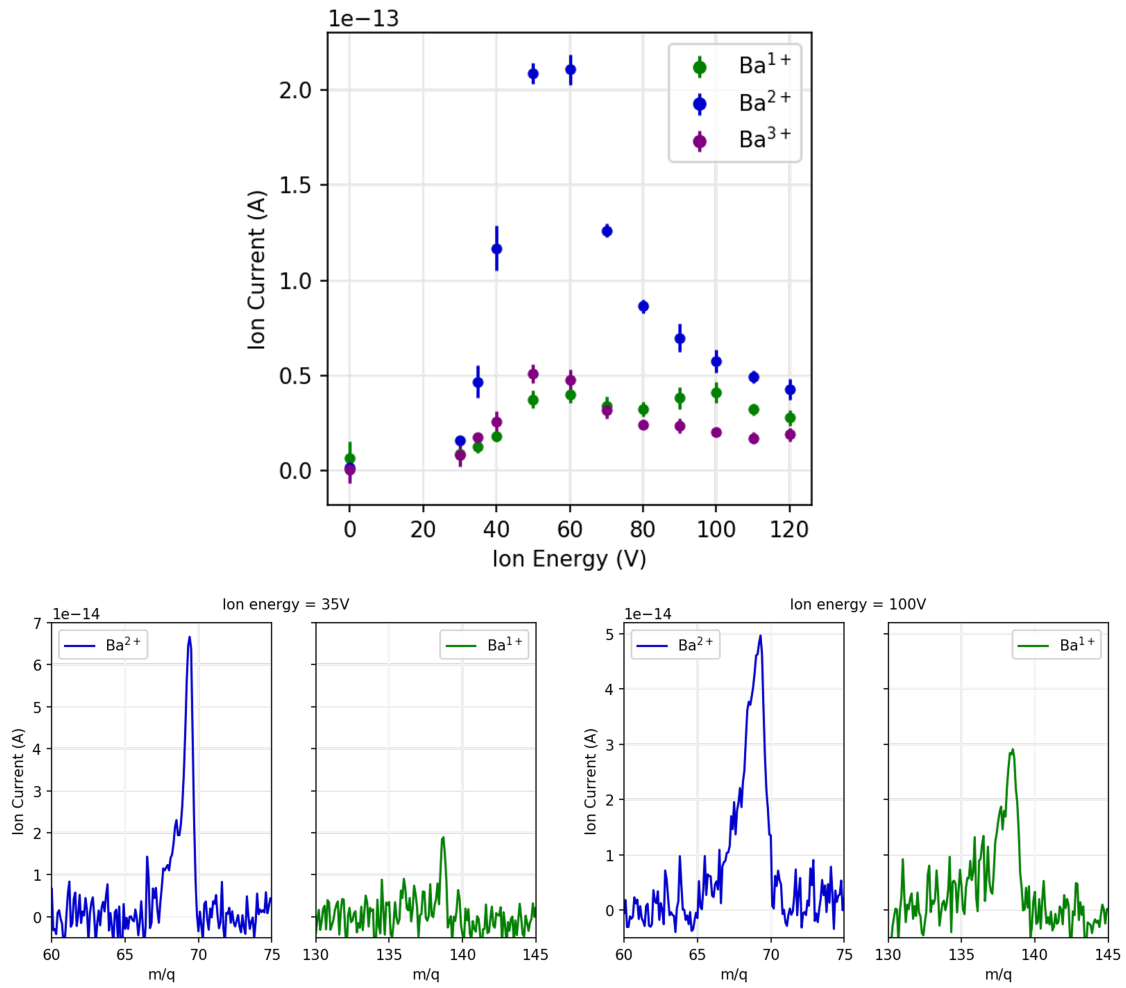 1e−13
Ba¹⁺
Ba²⁺
Ba³⁺
2.0
1.5
1.0
0.5
0.0
Ion Current (A)
0 20 40 60 80 100 120
Ion Energy (V)
Ion energy = 35V
1e−14
Ba²⁺
Ba¹⁺
7
6
5
4
3
2
1
0
Ion Current (A)
60 65 70 75
m/q
130 135 140 145
m/q
Ion energy = 100V
1e−14
Ba²⁺
Ba¹⁺
5
4
3
2
1
0
Ion Current (A)
60 65 70 75
m/q
130 135 140 145
m/q